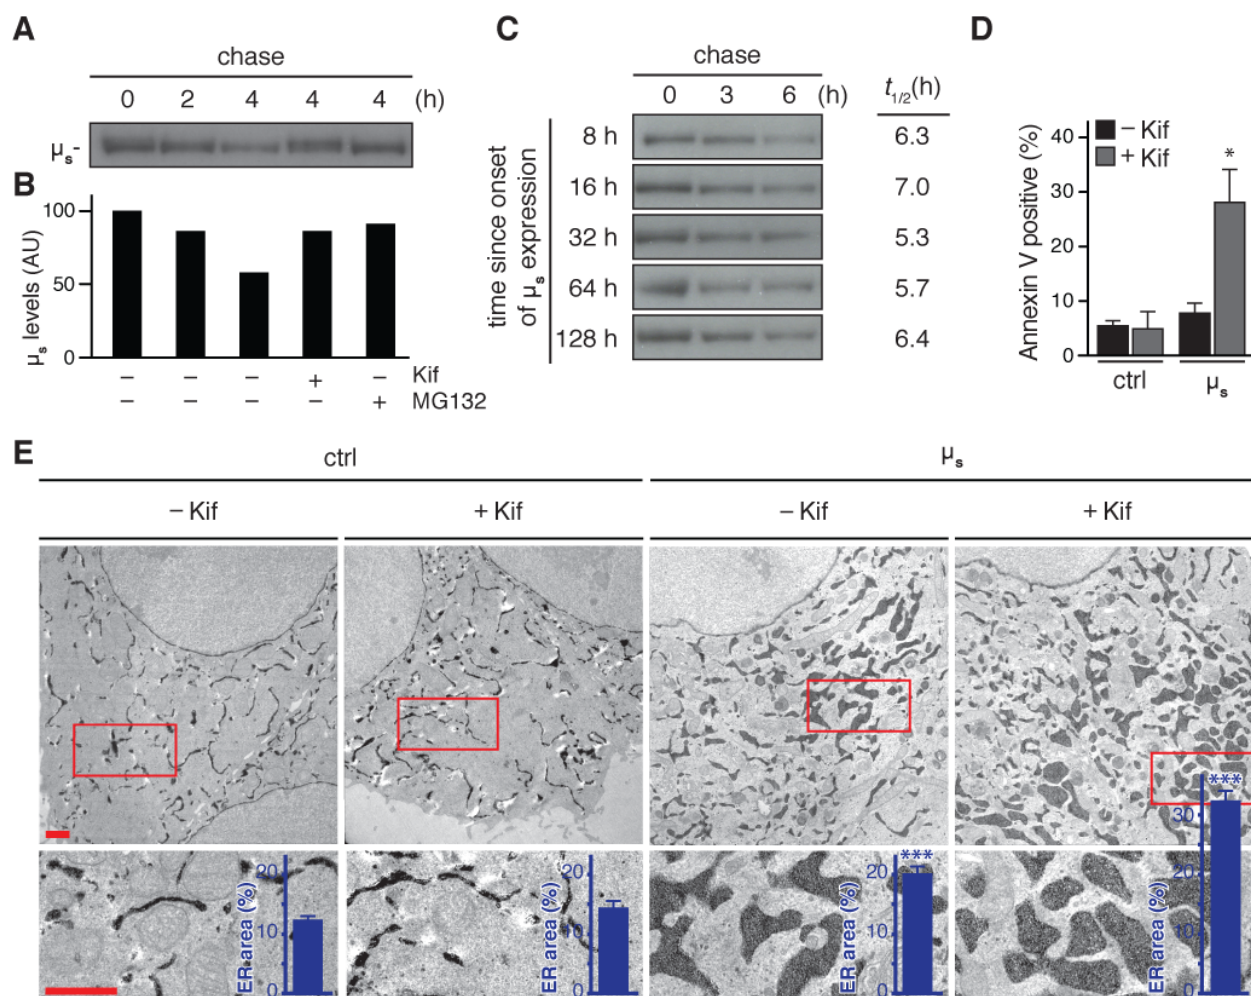 A
chase
0 2 4 4 4 (h)
µs-
B
µs levels (AU)
100
50
0
– – – + – Kif
– – – – + MG132
C
chase
0 3 6 (h)
t1/2(h)
time since onset
of µs expression
8 h 6.3
16 h 7.0
32 h 5.3
64 h 5.7
128 h 6.4
D
Annexin V positive (%)
40
30
20
10
0
– Kif
+ Kif
*
ctrl µs
E
ctrl µs
– Kif + Kif – Kif + Kif
ER area (%)
20
10
0
ER area (%)
20
10
0
***
ER area (%)
20
10
0
***
ER area (%)
30
20
10
0